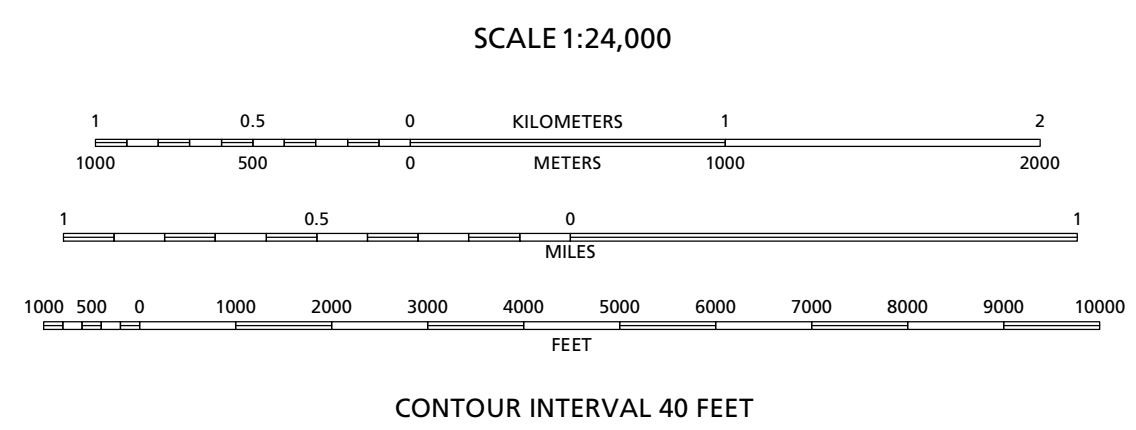 SCALE 1:24,000
1 0.5 0 KILOMETERS 1 2
1000 500 0 METERS 1000 2000
1 0.5 0 1
MILES
1000 500 0 1000 2000 3000 4000 5000 6000 7000 8000 9000 10000
FEET
CONTOUR INTERVAL 40 FEET